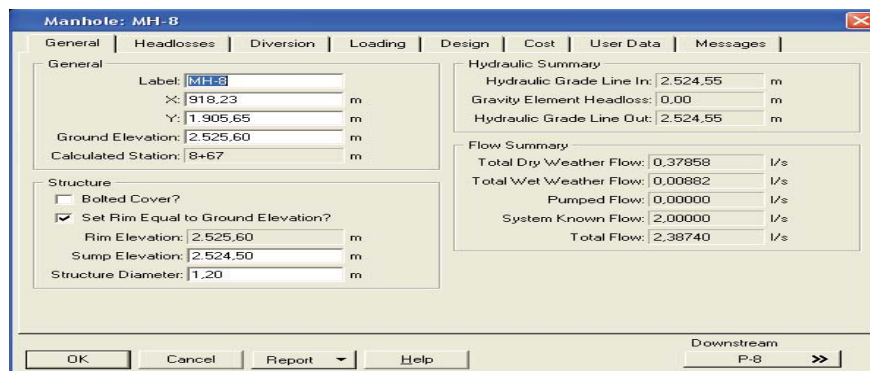 Manhole: MH-8
General Headlosses Diversion Loading Design Cost User Data Messages
General
Label: MH-8
X: 918,23 m
Y: 1.905,65 m
Ground Elevation: 2.525,60 m
Calculated Station: 8+67 m
Structure
Bolted Cover?
Set Rim Equal to Ground Elevation?
Rim Elevation: 2.525,60 m
Sump Elevation: 2.524,50 m
Structure Diameter: 1,20 m
Hydraulic Summary
Hydraulic Grade Line In: 2.524,55 m
Gravity Element Headloss: 0,00 m
Hydraulic Grade Line Out: 2.524,55 m
Flow Summary
Total Dry Weather Flow: 0,37858 l/s
Total Wet Weather Flow: 0,00882 l/s
Pumped Flow: 0,00000 l/s
System Known Flow: 2,00000 l/s
Total Flow: 2,38740 l/s
OK Cancel Report Help
Downstream
P-8 >>